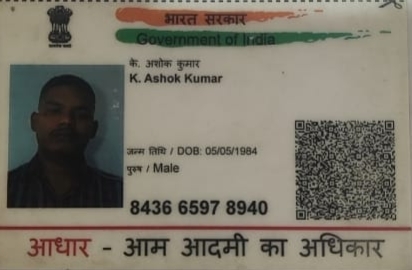 भारत सरकार
Government of India
के. अशोक कुमार
K. Ashok Kumar
जन्म तिथि / DOB: 05/05/1984
पुरुष / Male
8436 6597 8940
आधार - आम आदमी का अधिकार